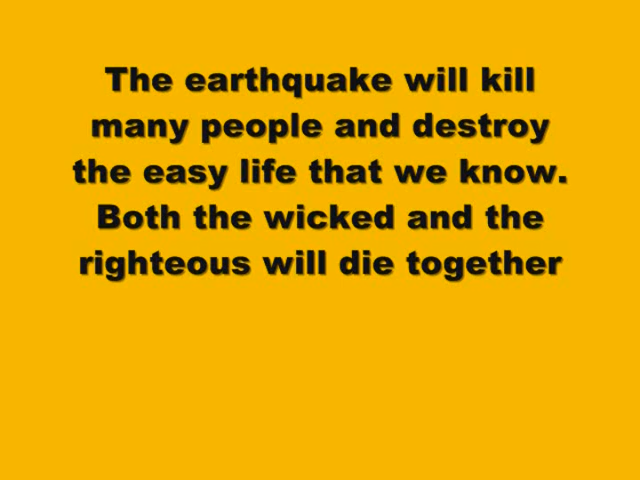 The earthquake will kill
many people and destroy
the easy life that we know.
Both the wicked and the
righteous will die together